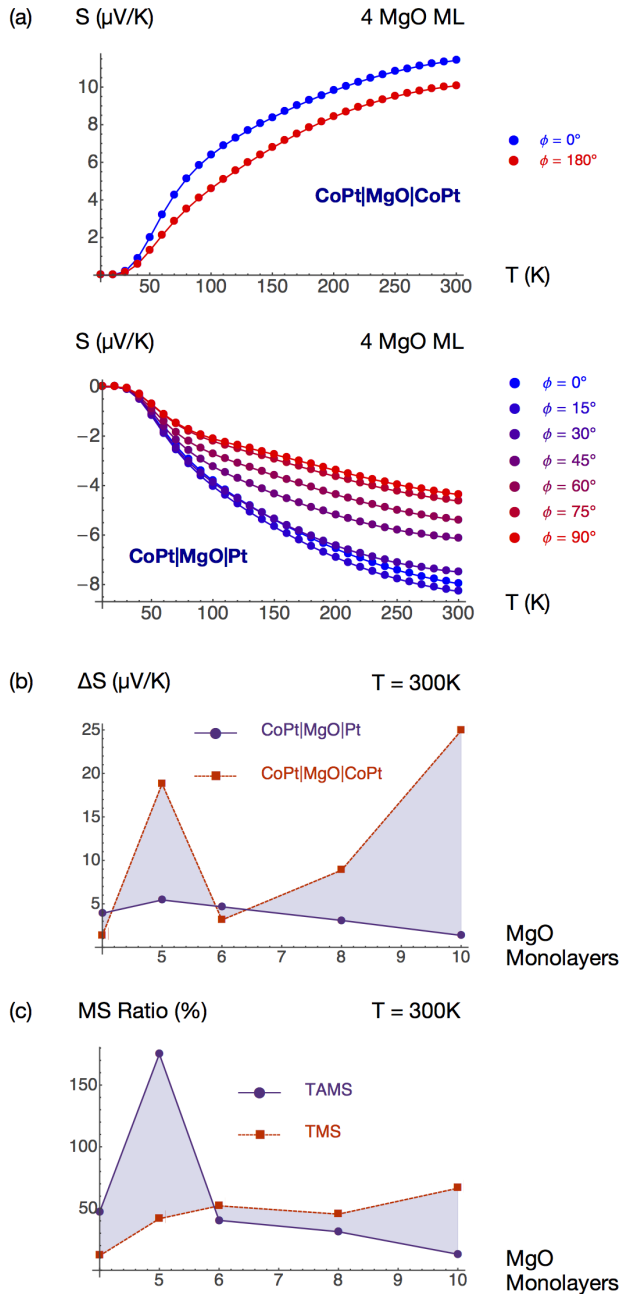 (a) S (μV/K) 4 MgO ML
10
8
6
4
2
50 100 150 200 250 300
T (K)
CoPt|MgO|CoPt
ϕ = 0°
ϕ = 180°
S (μV/K) 4 MgO ML
0
−2
−4
−6
−8
50 100 150 200 250 300
T (K)
CoPt|MgO|Pt
ϕ = 0°
ϕ = 15°
ϕ = 30°
ϕ = 45°
ϕ = 60°
ϕ = 75°
ϕ = 90°
(b) ΔS (μV/K) T = 300K
25
20
15
10
5
CoPt|MgO|Pt
CoPt|MgO|CoPt
5 6 7 8 9 10
MgO
Monolayers
(c) MS Ratio (%) T = 300K
150
100
50
TAMS
TMS
5 6 7 8 9 10
MgO
Monolayers